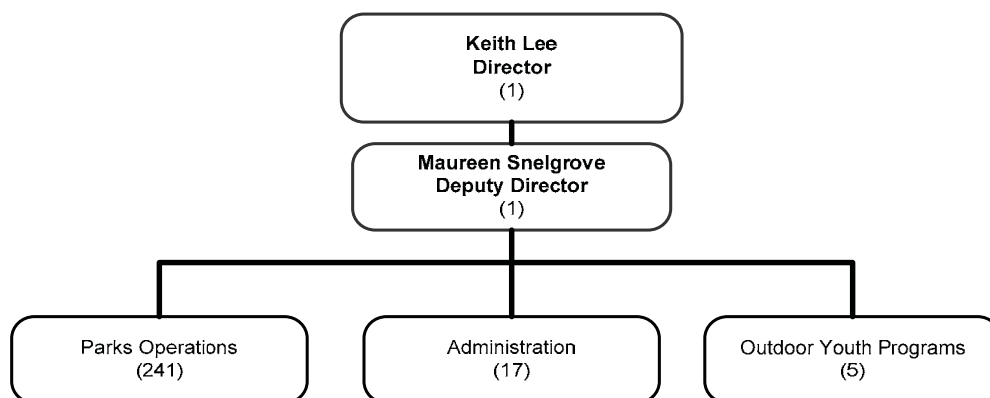 Keith Lee
Director
(1)
Maureen Snelgrove
Deputy Director
(1)
Parks Operations
(241)
Administration
(17)
Outdoor Youth Programs
(5)